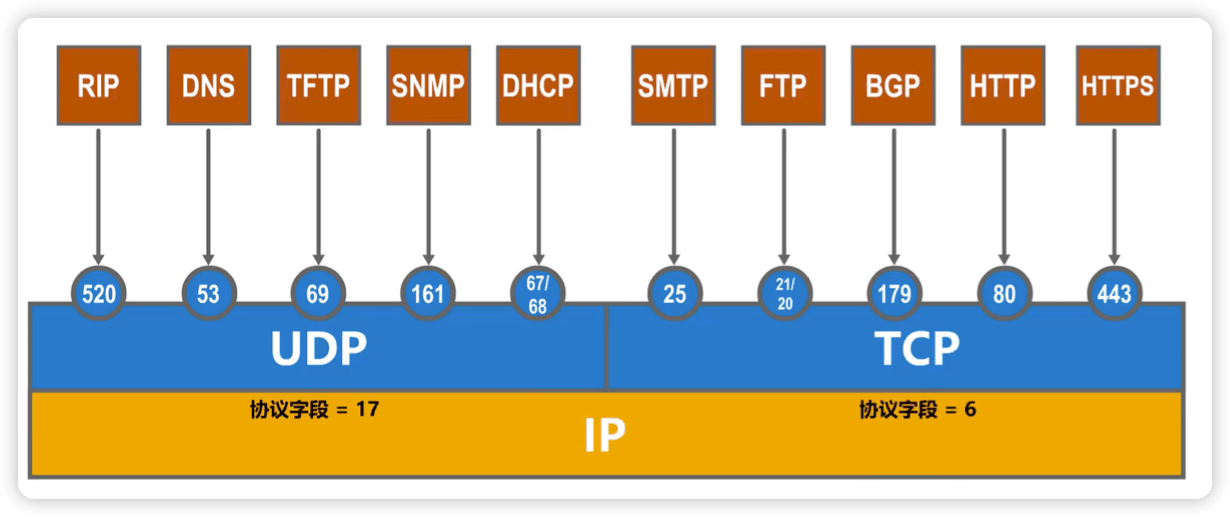 RIP DNS TFTP SNMP DHCP SMTP FTP BGP HTTP HTTPS
520 53 69 161 67/ 68 25 21/ 20 179 80 443
UDP TCP
协议字段 = 17 协议字段 = 6
IP